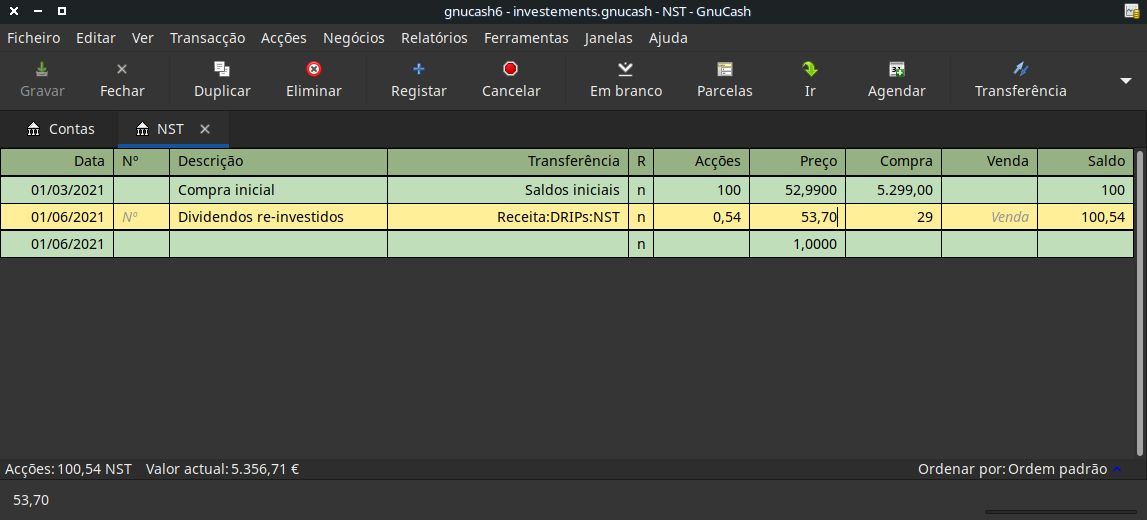 gnucash6 - investements.gnucash - NST - GnuCash
Ficheiro Editar Ver Transacção Acções Negócios Relatórios Ferramentas Janelas Ajuda
Gravar Fechar Duplicar Eliminar Registar Cancelar Em branco Parcelas Ir Agendar Transferência
Contas NST
Data Nº Descrição Transferência R Acções Preço Compra Venda Saldo
01/03/2021 Compra inicial Saldos iniciais n 100 52,9900 5.299,00 100
01/06/2021 Nº Dividendos re-investidos Receita:DRIPs:NST n 0,54 53,70 29 Venda 100,54
01/06/2021 n 1,0000
Acções: 100,54 NST Valor actual: 5.356,71 € Ordenar por: Ordem padrão
53,70